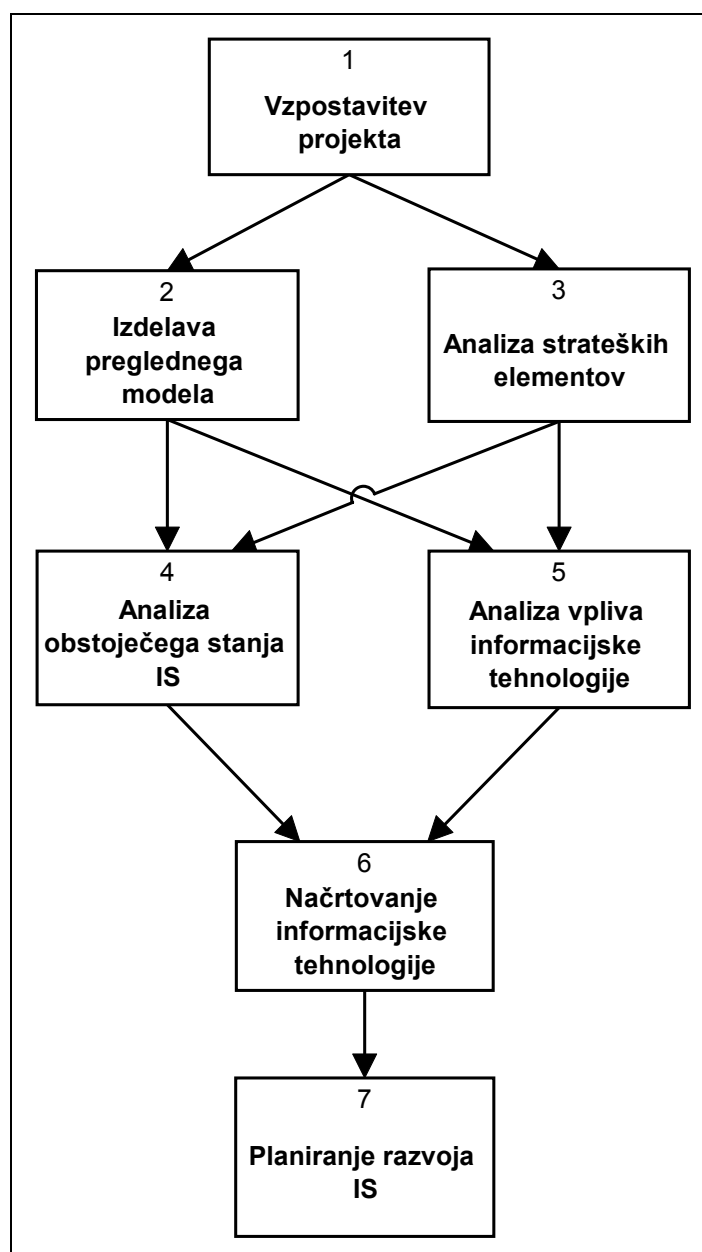 1
Vzpostavitev
projekta
2
Izdelava
preglednega
modela
3
Analiza strateških
elementov
4
Analiza
obstoječega stanja
IS
5
Analiza vpliva
informacijske
tehnologije
6
Načrtovanje
informacijske
tehnologije
7
Planiranje razvoja
IS